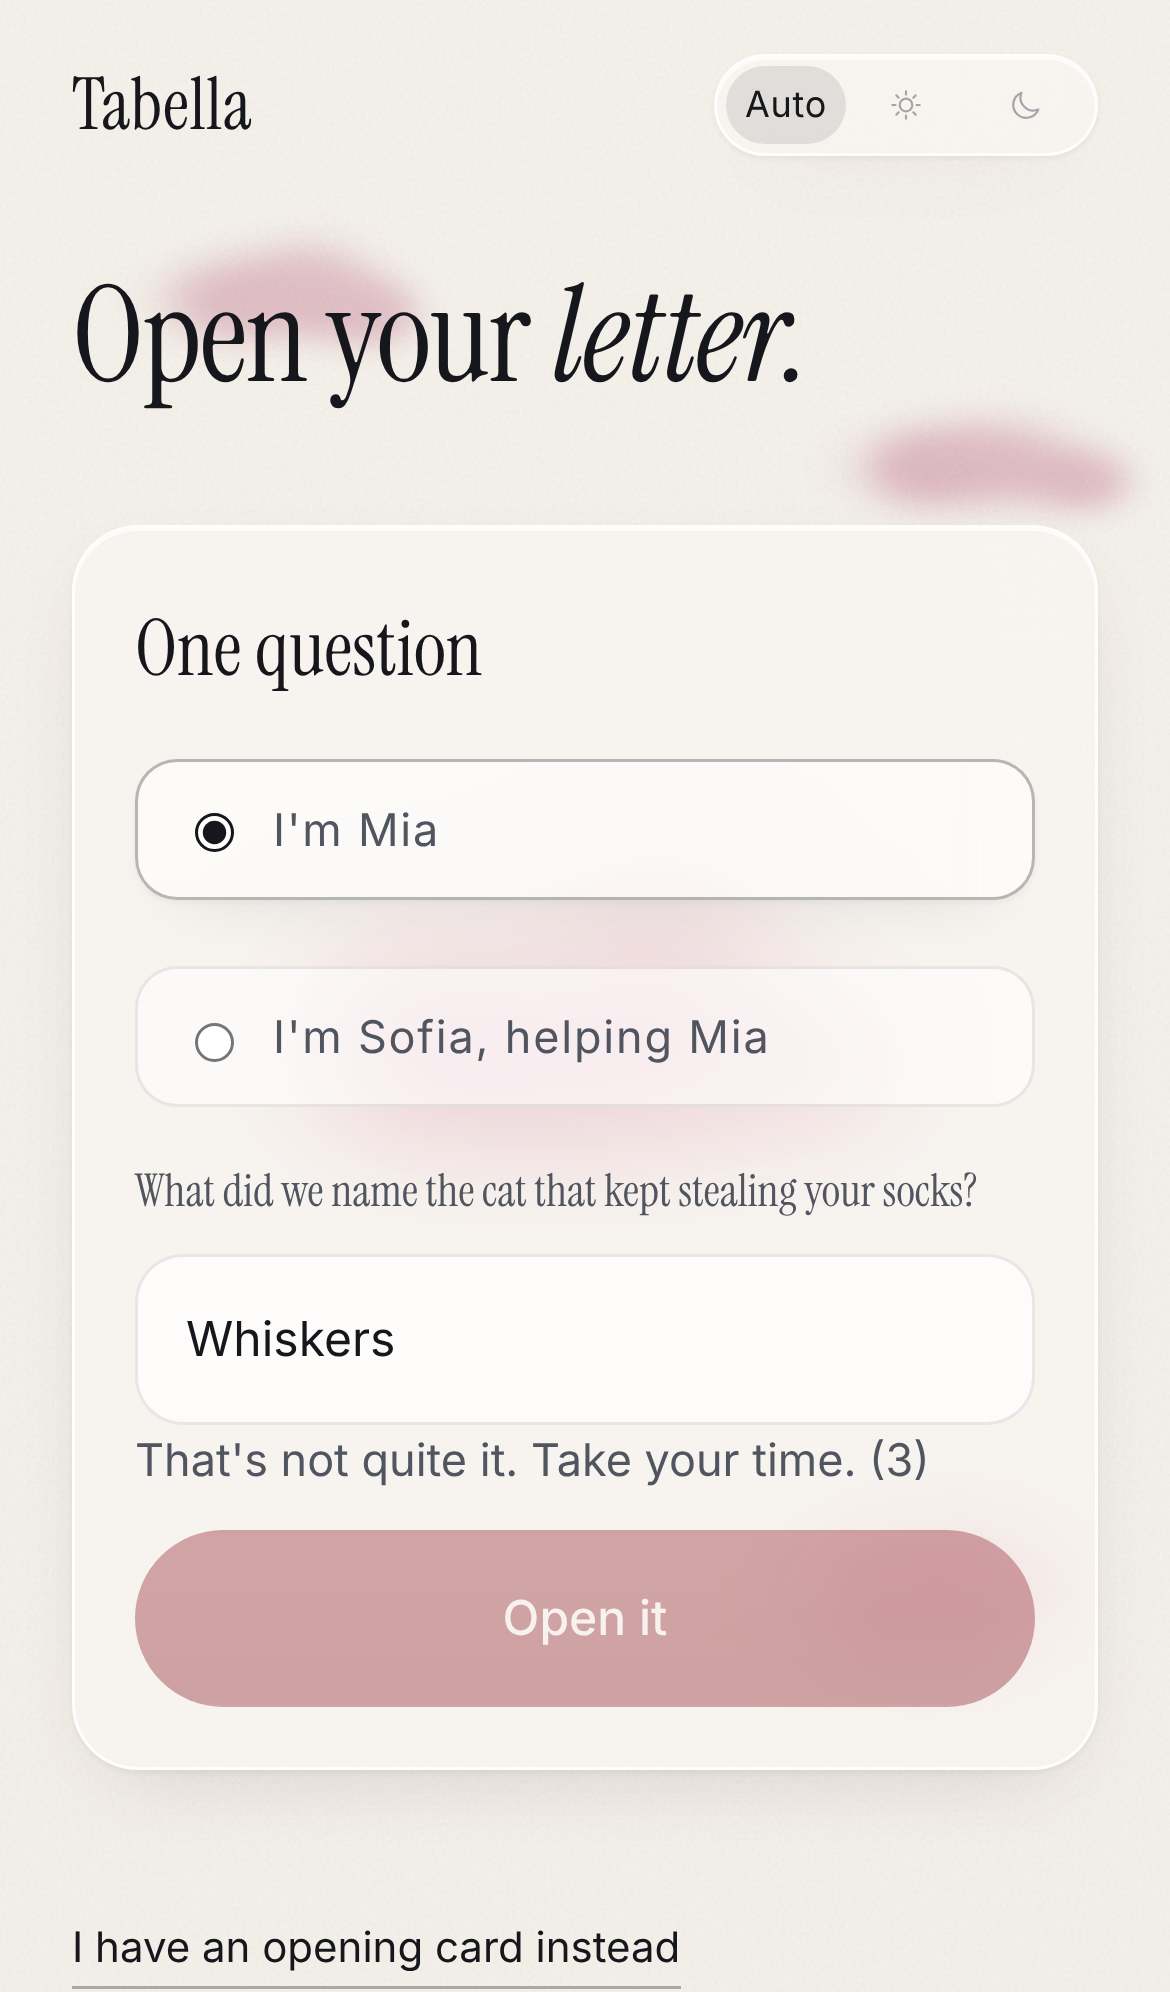 Tabella
Auto
Open your letter.
One question
I'm Mia
I'm Sofia, helping Mia
What did we name the cat that kept stealing your socks?
Whiskers
That's not quite it. Take your time. (3)
Open it
I have an opening card instead